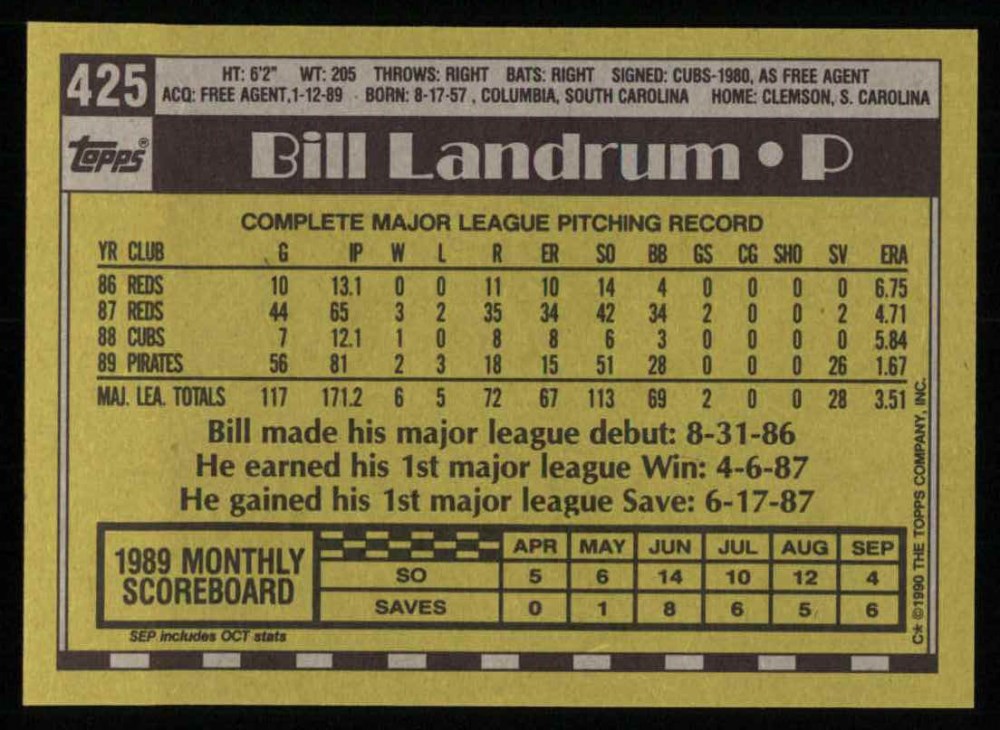 425
HT: 6'2" WT: 205 THROWS: RIGHT BATS: RIGHT SIGNED: CUBS-1980, AS FREE AGENT
ACQ: FREE AGENT,1-12-89 BORN: 8-17-57 , COLUMBIA, SOUTH CAROLINA HOME: CLEMSON, S. CAROLINA
topps®
Bill Landrum • P
COMPLETE MAJOR LEAGUE PITCHING RECORD
YR CLUB G IP W L R ER SO BB GS CG SHO SV ERA
86 REDS 10 13.1 0 0 11 10 14 4 0 0 0 0 6.75
87 REDS 44 65 3 2 35 34 42 34 2 0 0 2 4.71
88 CUBS 7 12.1 1 0 8 8 6 3 0 0 0 0 5.84
89 PIRATES 56 81 2 3 18 15 51 28 0 0 0 26 1.67
MAJ. LEA. TOTALS 117 171.2 6 5 72 67 113 69 2 0 0 28 3.51
Bill made his major league debut: 8-31-86
He earned his 1st major league Win: 4-6-87
He gained his 1st major league Save: 6-17-87
1989 MONTHLY
SCOREBOARD
APR MAY JUN JUL AUG SEP
SO 5 6 14 10 12 4
SAVES 0 1 8 6 5 6
SEP includes OCT stats
C* ©1990 THE TOPPS COMPANY, INC.